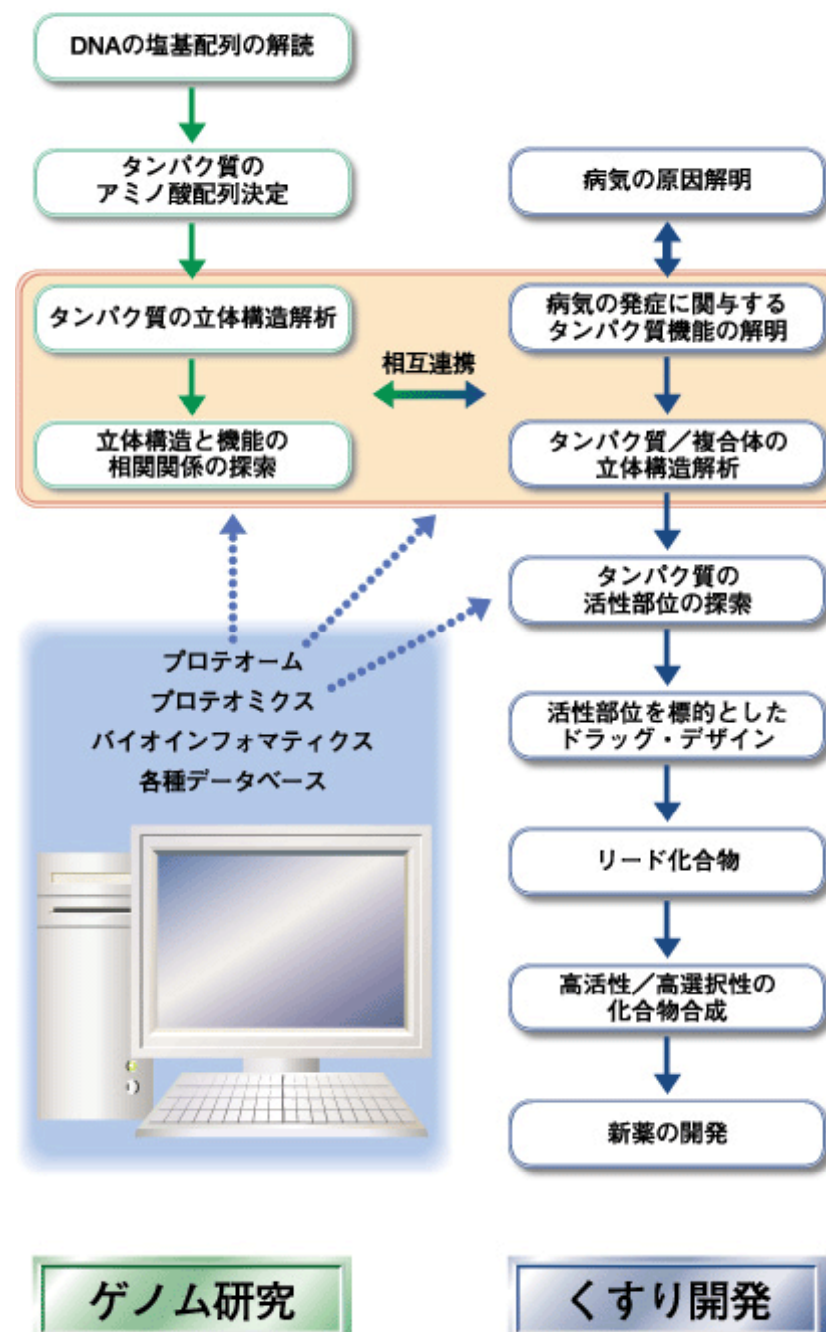 DNAの塩基配列の解読
タンパク質の
アミノ酸配列決定
タンパク質の立体構造解析
立体構造と機能の
相関関係の探索
相互連携
病気の原因解明
病気の発症に関与する
タンパク質機能の解明
タンパク質／複合体の
立体構造解析
タンパク質の
活性部位の探索
活性部位を標的とした
ドラッグ・デザイン
リード化合物
高活性／高選択性の
化合物合成
新薬の開発
プロテオーム
プロテオミクス
バイオインフォマティクス
各種データベース
ゲノム研究
くすり開発